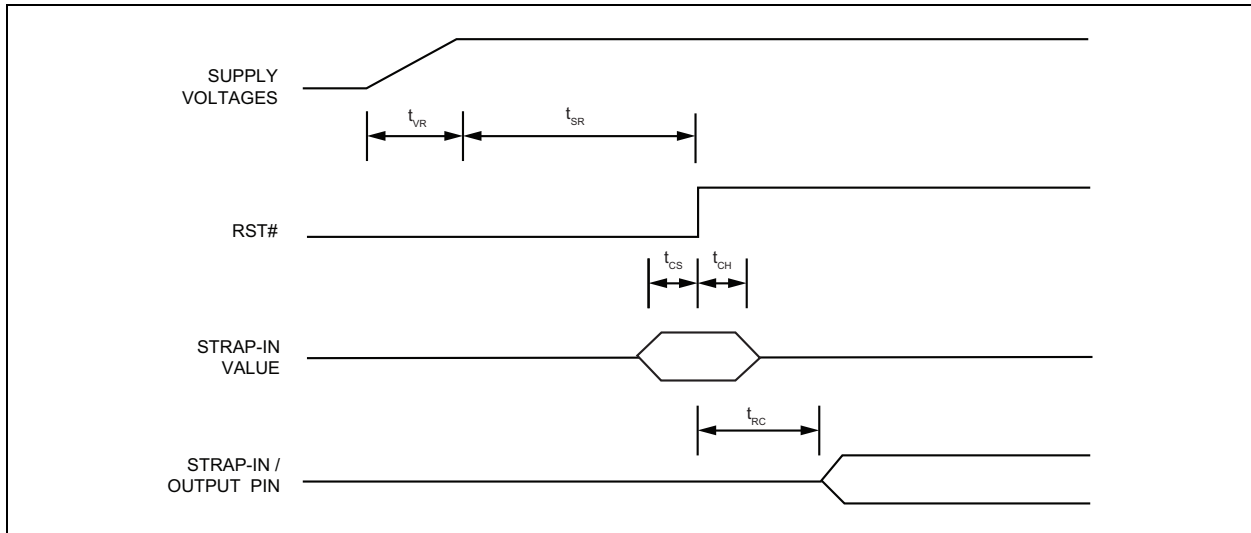 SUPPLY
VOLTAGES
tVR
tSR
RST#
tCS
tCH
STRAP-IN
VALUE
tRC
STRAP-IN /
OUTPUT PIN